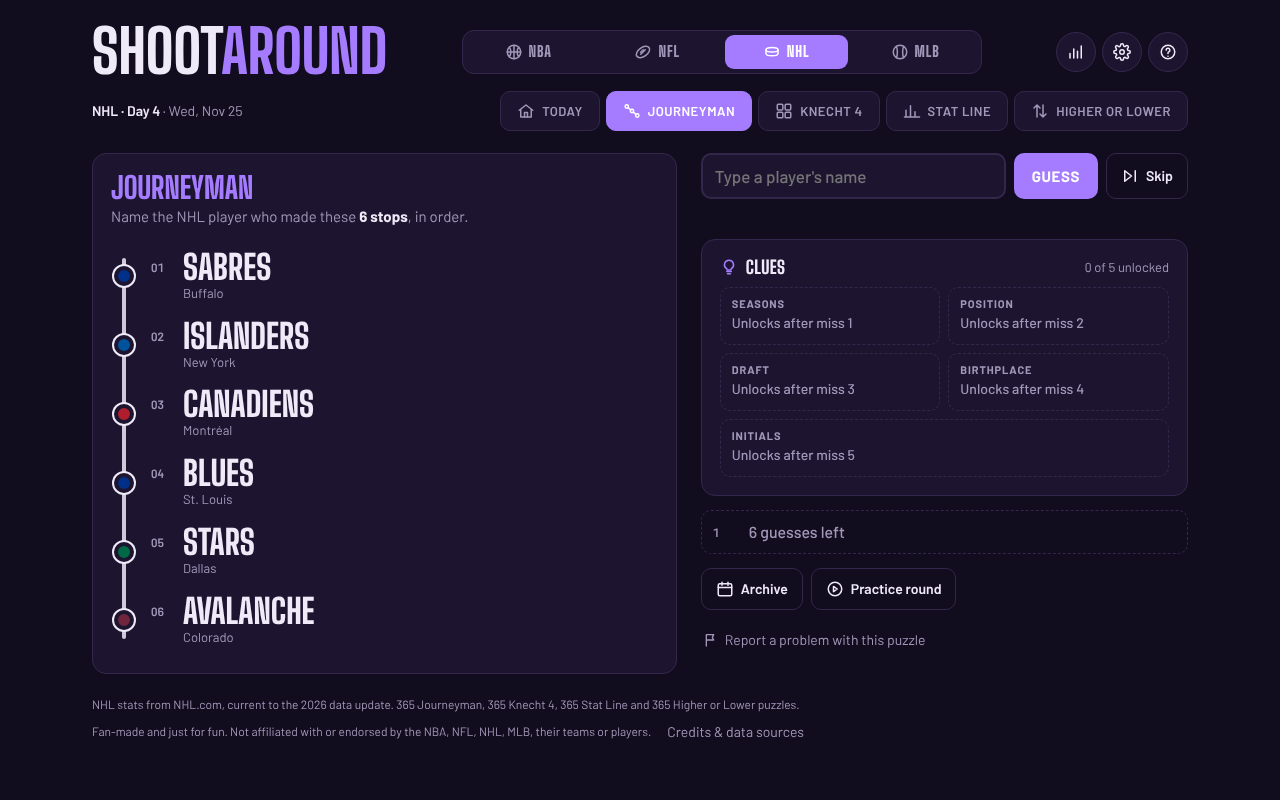 SHOOTAROUND
NBA
NFL
NHL
MLB
NHL · Day 4 · Wed, Nov 25
TODAY
JOURNEYMAN
KNECHT 4
STAT LINE
HIGHER OR LOWER
JOURNEYMAN
Name the NHL player who made these 6 stops, in order.
01 SABRES
Buffalo
02 ISLANDERS
New York
03 CANADIENS
Montréal
04 BLUES
St. Louis
05 STARS
Dallas
06 AVALANCHE
Colorado
Type a player's name
GUESS
Skip
CLUES
0 of 5 unlocked
SEASONS
Unlocks after miss 1
POSITION
Unlocks after miss 2
DRAFT
Unlocks after miss 3
BIRTHPLACE
Unlocks after miss 4
INITIALS
Unlocks after miss 5
1 6 guesses left
Archive
Practice round
Report a problem with this puzzle
NHL stats from NHL.com, current to the 2026 data update. 365 Journeyman, 365 Knecht 4, 365 Stat Line and 365 Higher or Lower puzzles.
Fan-made and just for fun. Not affiliated with or endorsed by the NBA, NFL, NHL, MLB, their teams or players. Credits & data sources